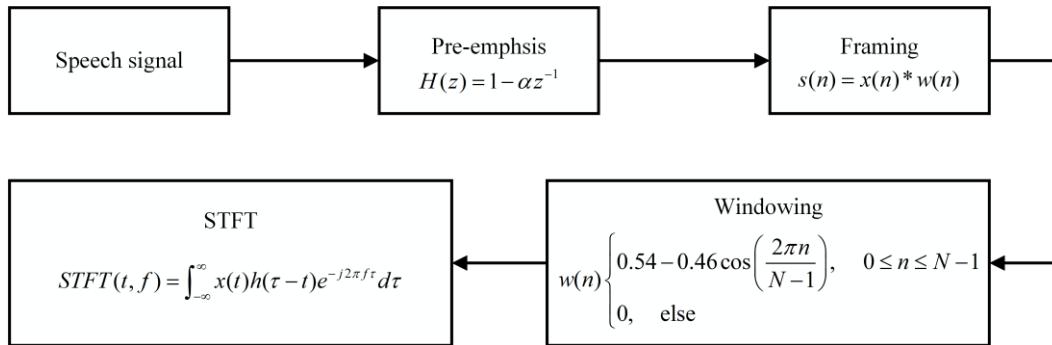 Speech signal
Pre-emphsis
H(z) = 1 − αz⁻¹
Framing
s(n) = x(n) * w(n)
STFT
STFT(t, f) = ∫_{-∞}^{∞} x(t)h(τ − t)e^{-j2πfτ}dτ
Windowing
w(n) { 0.54 − 0.46 cos(2πn / (N − 1)), 0 ≤ n ≤ N − 1
0, else